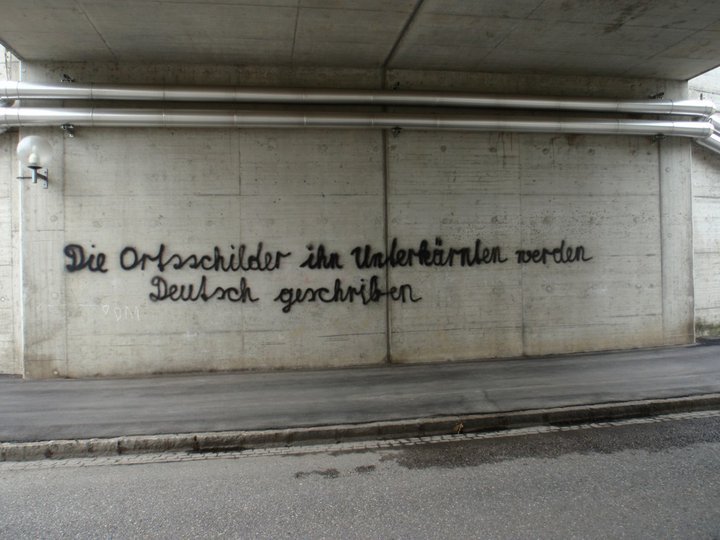 Die Ortsschilder ihn Unterkärnten werden
Deutsch geschriben